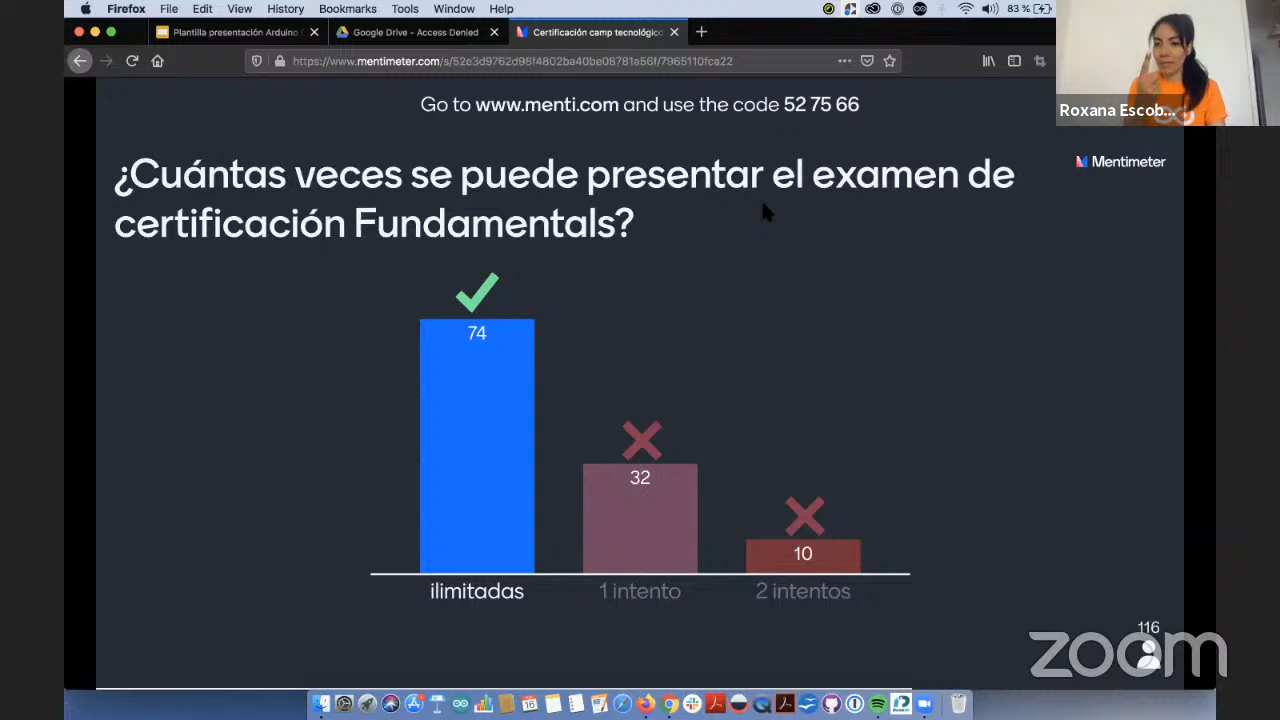 Firefox File Edit View History Bookmarks Tools Window Help 83 %
Plantilla presentación Arduino Google Drive - Access Denied Certificación camp tecnológico
https://www.mentimeter.com/s/52e3d9762d98f4802ba40be08781a56f/7965110fca22
Roxana Escob...
Go to www.menti.com and use the code 52 75 66
Mentimeter
¿Cuántas veces se puede presentar el examen de
certificación Fundamentals?
74
32
10
ilimitadas 1 intento 2 intentos
116
zoom